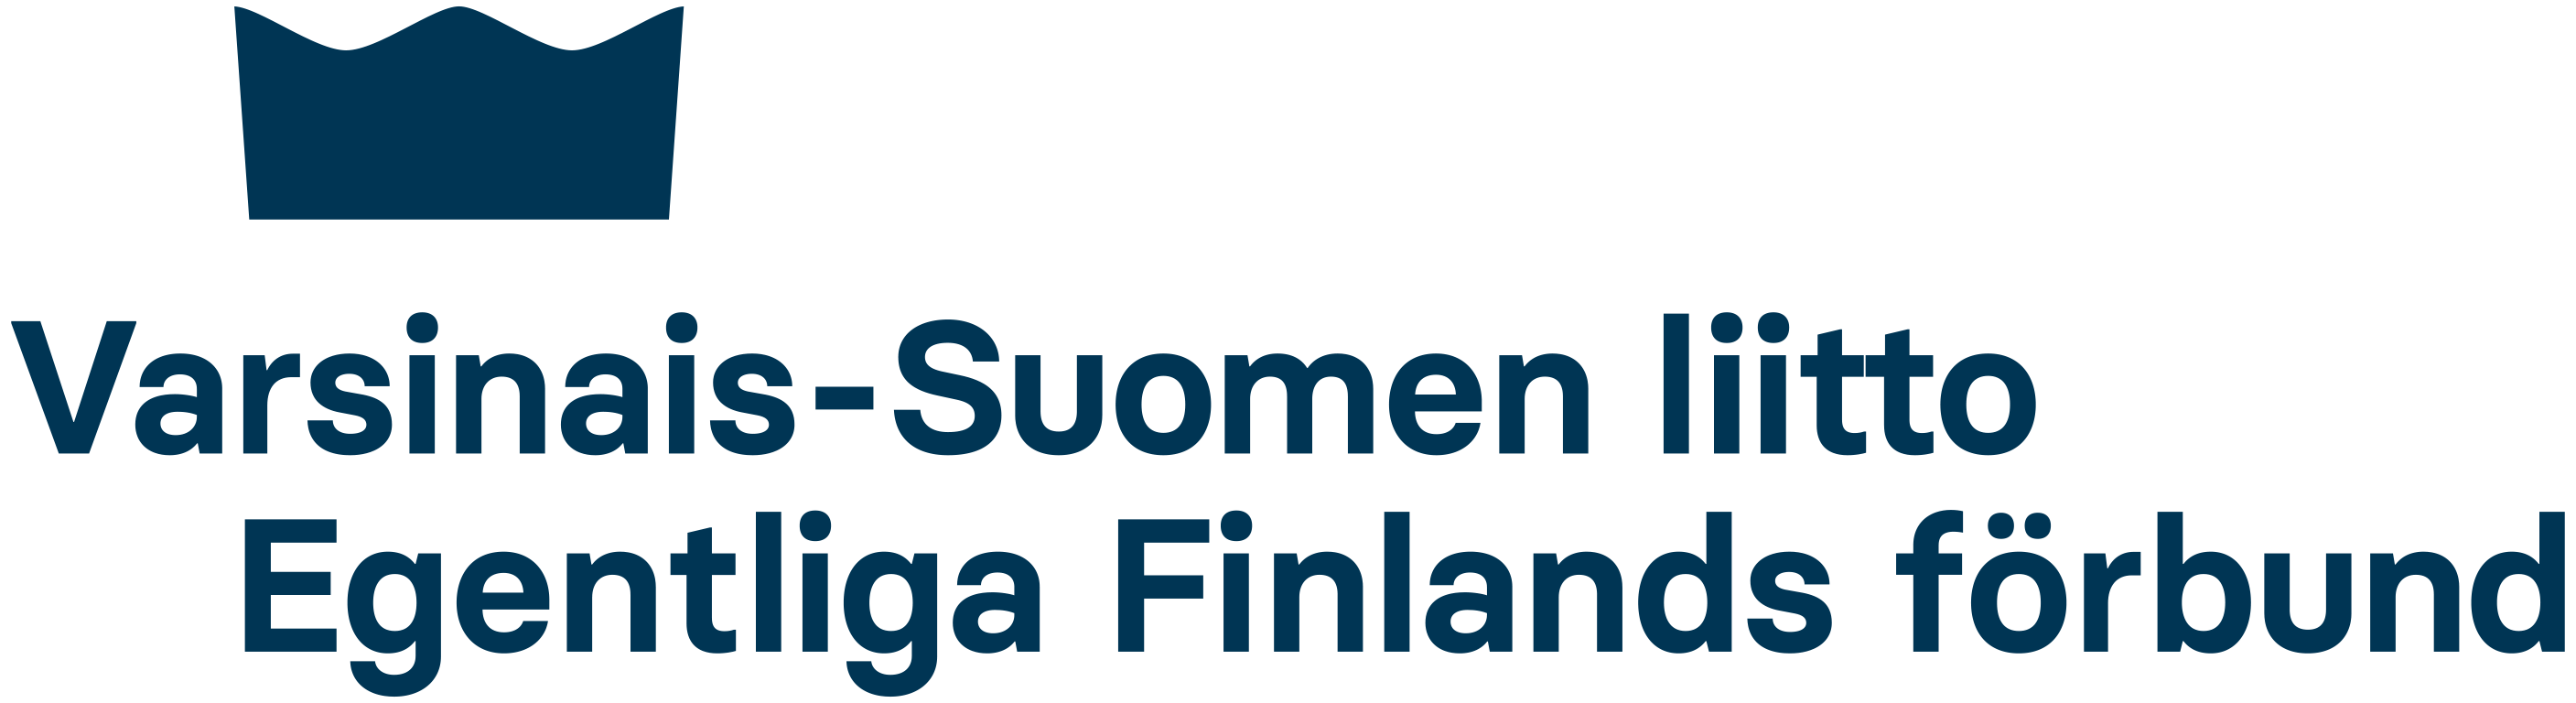 Varsinais-Suomen liitto
Egentliga Finlands förbund